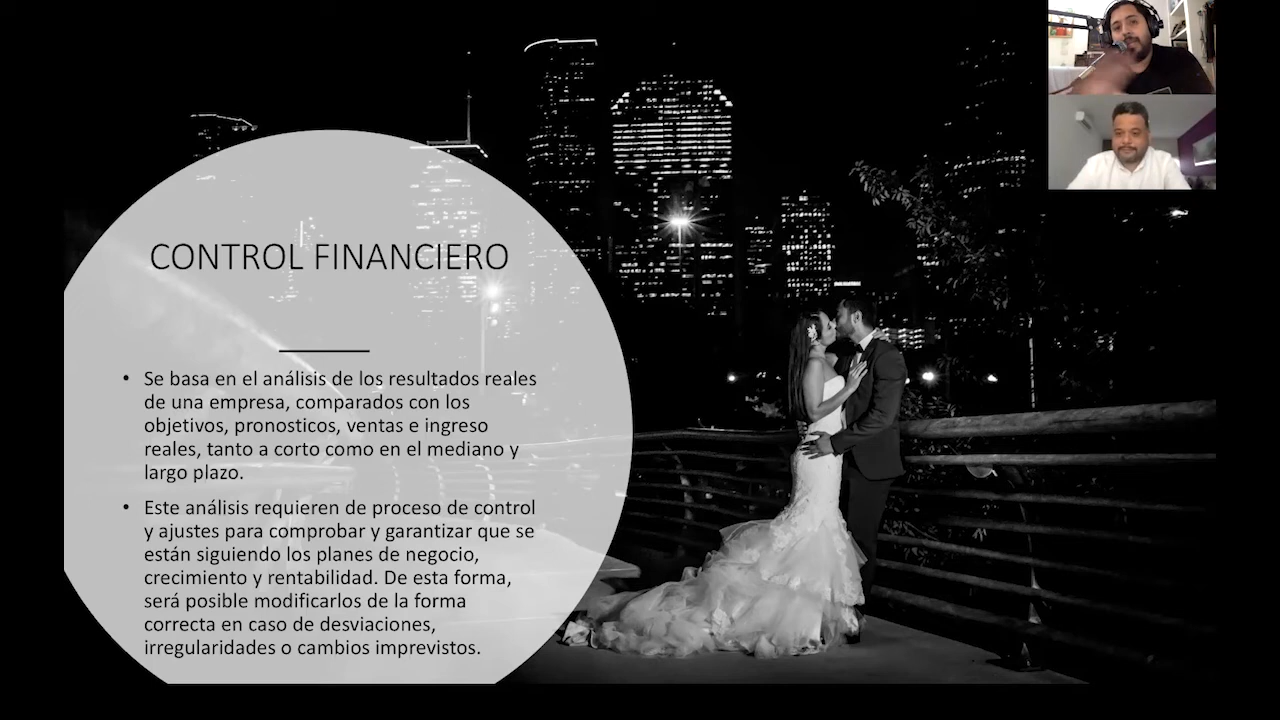 CONTROL FINANCIERO
• Se basa en el análisis de los resultados reales
de una empresa, comparados con los
objetivos, pronosticos, ventas e ingreso
reales, tanto a corto como en el mediano y
largo plazo.
• Este análisis requieren de proceso de control
y ajustes para comprobar y garantizar que se
están siguiendo los planes de negocio,
crecimiento y rentabilidad. De esta forma,
será posible modificarlos de la forma
correcta en caso de desviaciones,
irregularidades o cambios imprevistos.